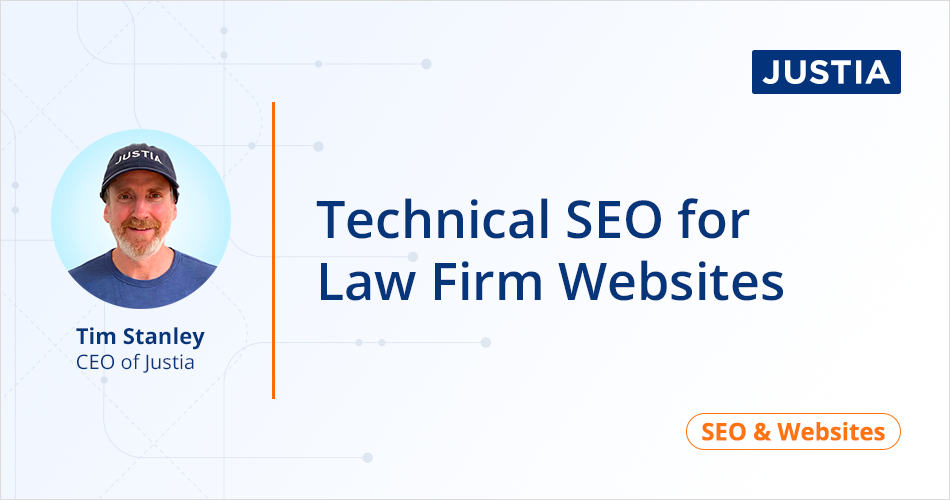 JUSTIA
JUSTIA
Technical SEO for
Law Firm Websites
Tim Stanley
CEO of Justia
SEO & Websites